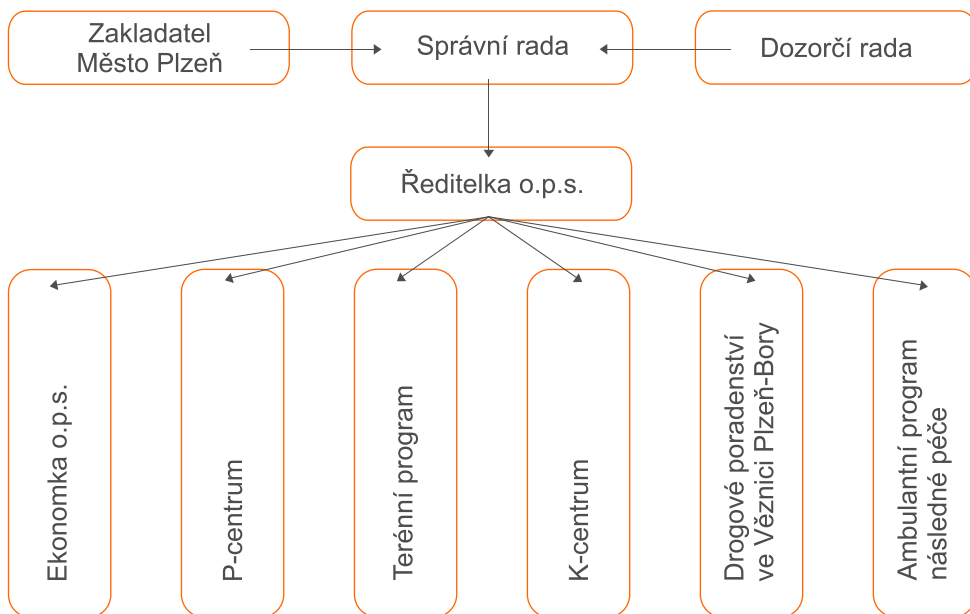 Zakladatel
Město Plzeň
Správní rada
Dozorčí rada
Ředitelka o.p.s.
Ekonomka o.p.s.
P-centrum
Terénní program
K-centrum
Drogové poradenství
ve Věznici Plzeň-Bory
Ambulantní program
následné péče